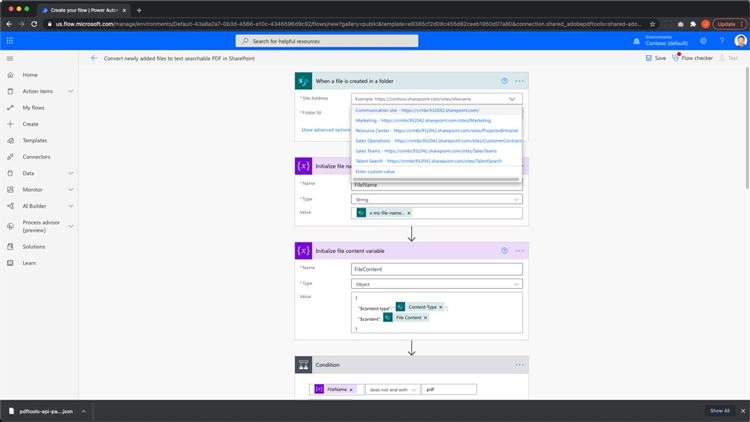 Create your flow | Power Autom
us.flow.microsoft.com/manage/environments/Default-43a8a2a7-0b3d-4566-a10c-4346596d9c92/flows/new?gallery=public&template=e9385cf2d08c455d82caeb1960d07a80&connection.shared_adobepdftools=shared-ado...
Update
Search for helpful resources
Environments
Contoso (default)
Convert newly added files to text searchable PDF in SharePoint
Save
Flow checker
Test
Home
Action items
My flows
Create
Templates
Connectors
Data
Monitor
AI Builder
Process advisor
(preview)
Solutions
Learn
When a file is created in a folder
* Site Address
Example: https://contoso.sharepoint.com/sites/sitename
* Folder Id
Communication site - https://crmbc932042.sharepoint.com/
Marketing - https://crmbc932042.sharepoint.com/sites/Marketing
Resource Center - https://crmbc932042.sharepoint.com/sites/ProjectedIntranet
Show advanced option
Sales Operations - https://crmbc932042.sharepoint.com/sites/CustomerContract
Sales Teams - https://crmbc932042.sharepoint.com/sites/SalesTeams
Talent Search - https://crmbc932042.sharepoint.com/sites/TalentSearch
Enter custom value
{x}
Initialize file na
* Name
FileName
* Type
String
Value
x-ms-file-name... ×
{x}
Initialize file content variable
* Name
FileContent
* Type
Object
Value
{
"$content-type": " Content-Type × ",
"$content": File Content ×
}
Condition
{x} FileName ×
does not end with
.pdf
pdftools-api-pa....json
Show All